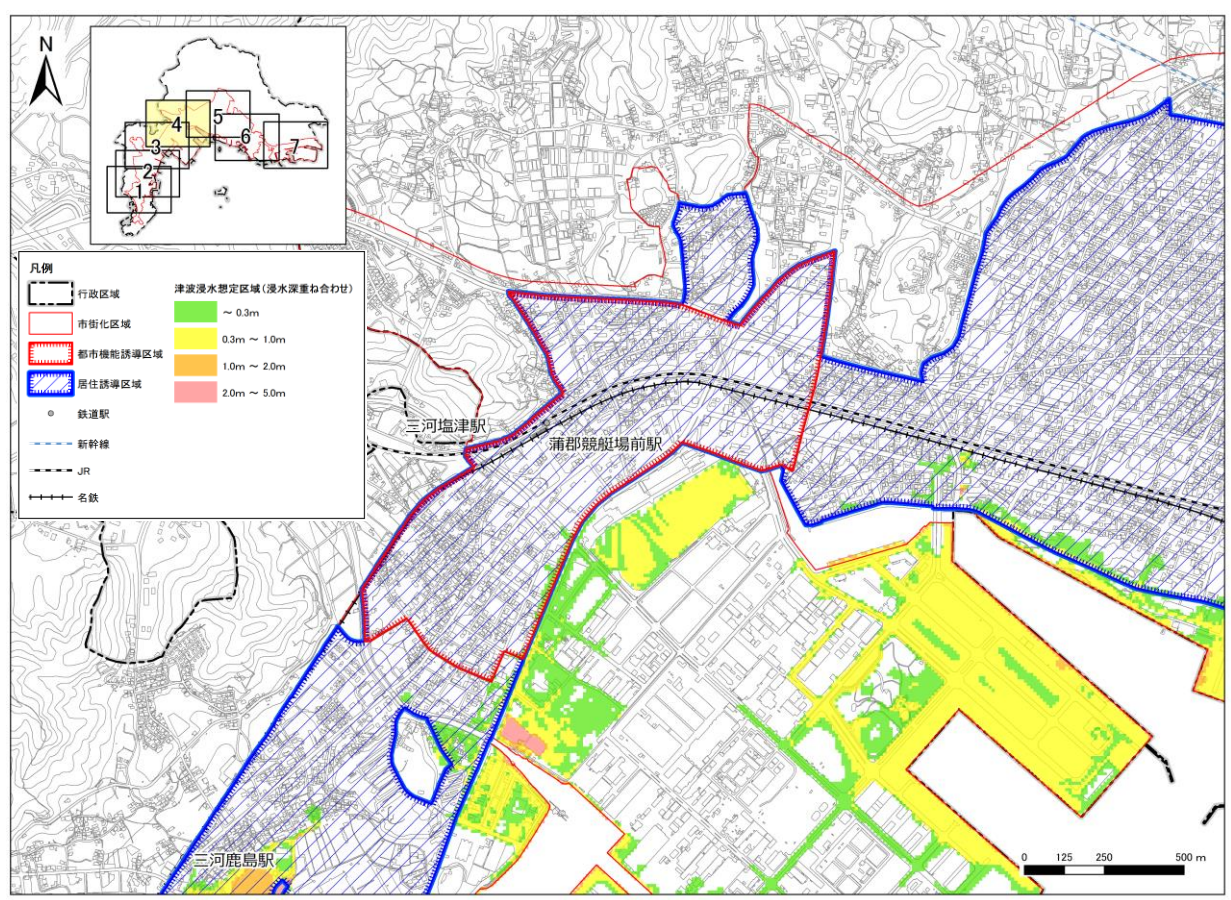 N
4
5
3
6
7
2
1
凡例
行政区域
市街化区域
都市機能誘導区域
居住誘導区域
鉄道駅
新幹線
JR
名鉄
津波浸水想定区域(浸水深重ね合わせ)
～ 0.3m
0.3m ～ 1.0m
1.0m ～ 2.0m
2.0m ～ 5.0m
三河塩津駅
蒲郡競艇場前駅
三河鹿島駅
0 125 250 500 m